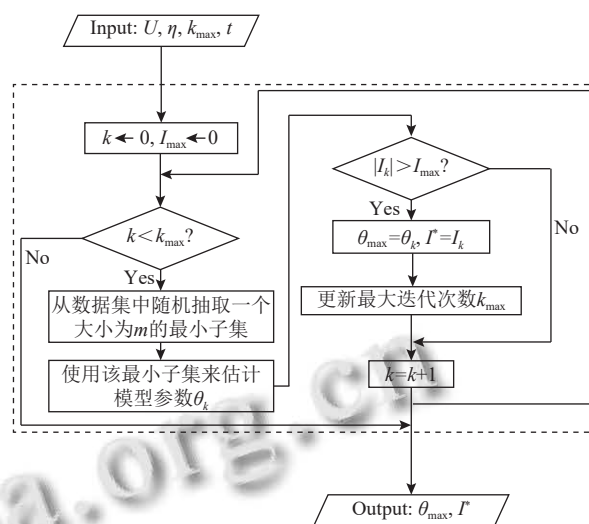 Input: U, η, k_max, t
k ← 0, I_max ← 0
k < k_max?
No
Yes
从数据集中随机抽取一个
大小为m的最小子集
使用该最小子集来估计
模型参数θ_k
|I_k| > I_max?
Yes
No
θ_max=θ_k, I*=I_k
更新最大迭代次数k_max
k=k+1
Output: θ_max, I*
a.org.cn